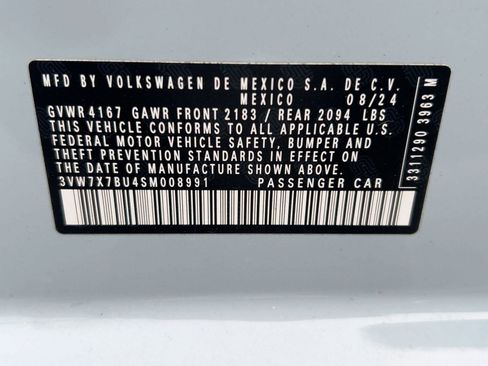 MFD BY VOLKSWAGEN DE MEXICO S.A. DE C.V.
MEXICO 08/24
GVWR 4167 GAWR FRONT 2183 / REAR 2094 LBS
THIS VEHICLE CONFORMS TO ALL APPLICABLE U.S.
FEDERAL MOTOR VEHICLE SAFETY, BUMPER AND
THEFT PREVENTION STANDARDS IN EFFECT ON
THE DATE OF MANUFACTURE SHOWN ABOVE.
3VW7X7BU4SM008991 PASSENGER CAR
3311290 3963 M